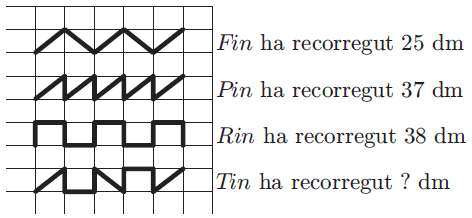 Fin ha recorregut 25 dm
Pin ha recorregut 37 dm
Rin ha recorregut 38 dm
Tin ha recorregut ? dm